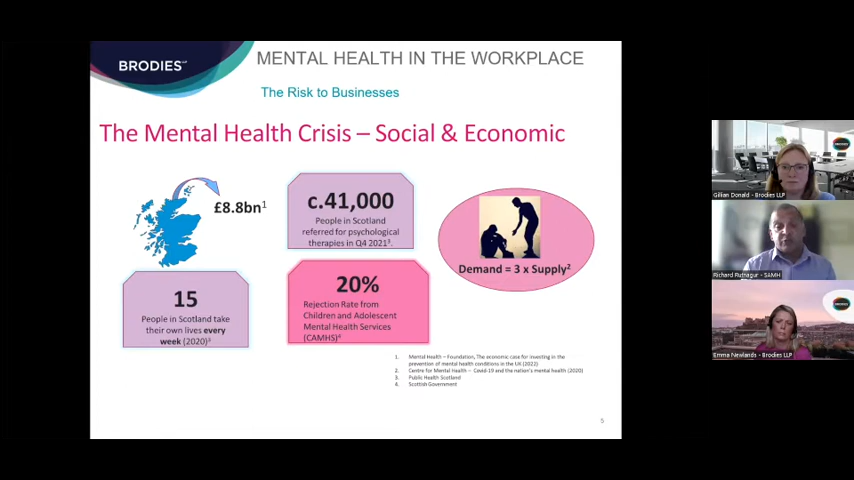 BRODIES LLP
MENTAL HEALTH IN THE WORKPLACE
The Risk to Businesses
The Mental Health Crisis – Social & Economic
£8.8bn1
c.41,000
People in Scotland
referred for psychological
therapies in Q4 2021³.
Demand = 3 x Supply2
15
People in Scotland take
their own lives every
week (2020)³
20%
Rejection Rate from
Children and Adolescent
Mental Health Services
(CAMHS)4
1. Mental Health – Foundation, The economic case for investing in the
prevention of mental health conditions in the UK (2022)
2. Centre for Mental Health – Covid-19 and the nation's mental health (2020)
3. Public Health Scotland
4. Scottish Government
5
BRODIES
Gillian Donald - Brodies LLP
Richard Rutnagur - SAMH
BRODIES
Emma Newlands - Brodies LLP